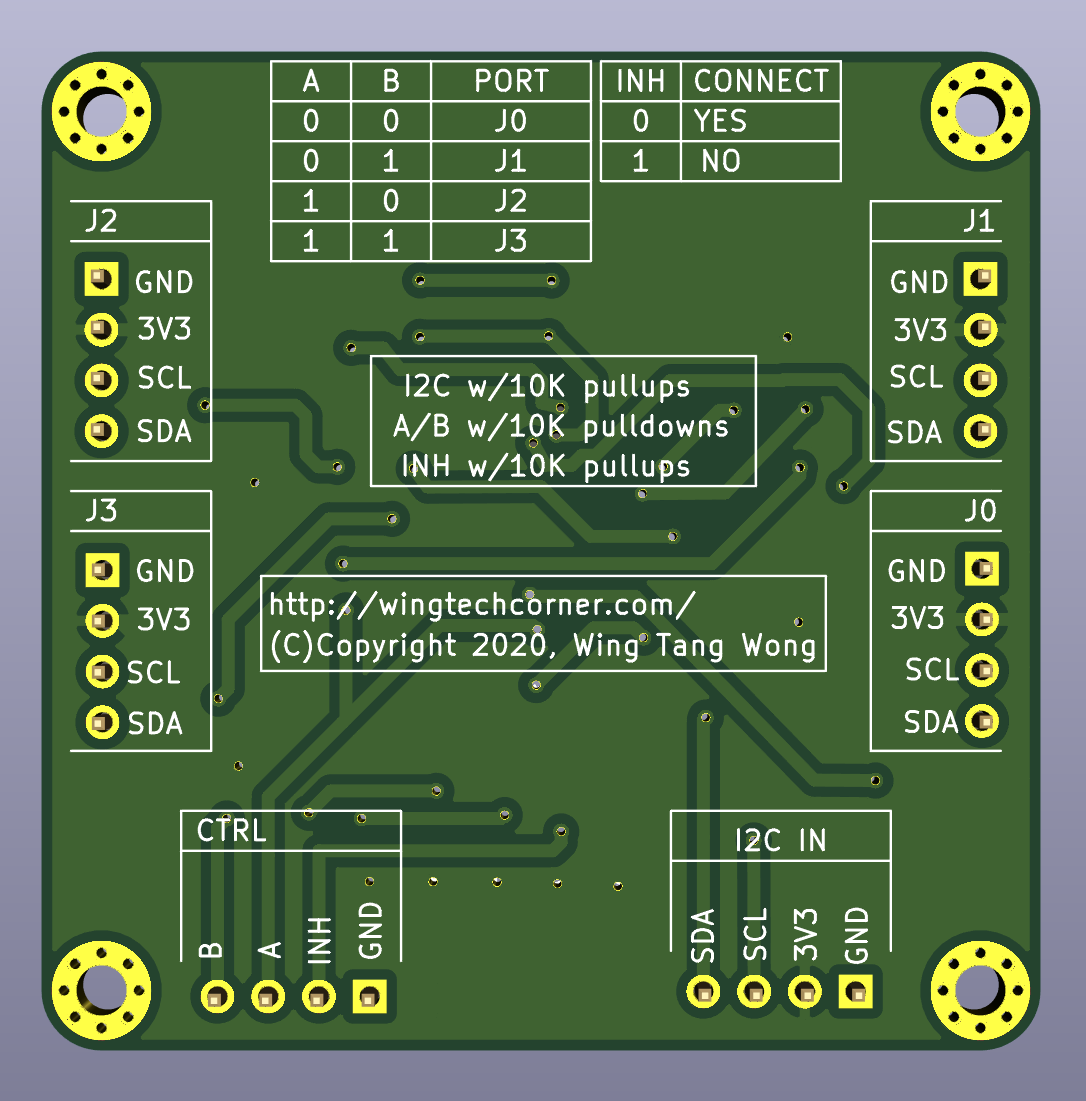 A B PORT
0 0 J0
0 1 J1
1 0 J2
1 1 J3
INH CONNECT
0 YES
1 NO
J2
GND
3V3
SCL
SDA
J1
GND
3V3
SCL
SDA
I2C w/10K pullups
A/B w/10K pulldowns
INH w/10K pullups
J3
GND
3V3
SCL
SDA
J0
GND
3V3
SCL
SDA
http://wingtechcorner.com/
(C)Copyright 2020, Wing Tang Wong
CTRL
B
A
INH
GND
I2C IN
SDA
SCL
3V3
GND